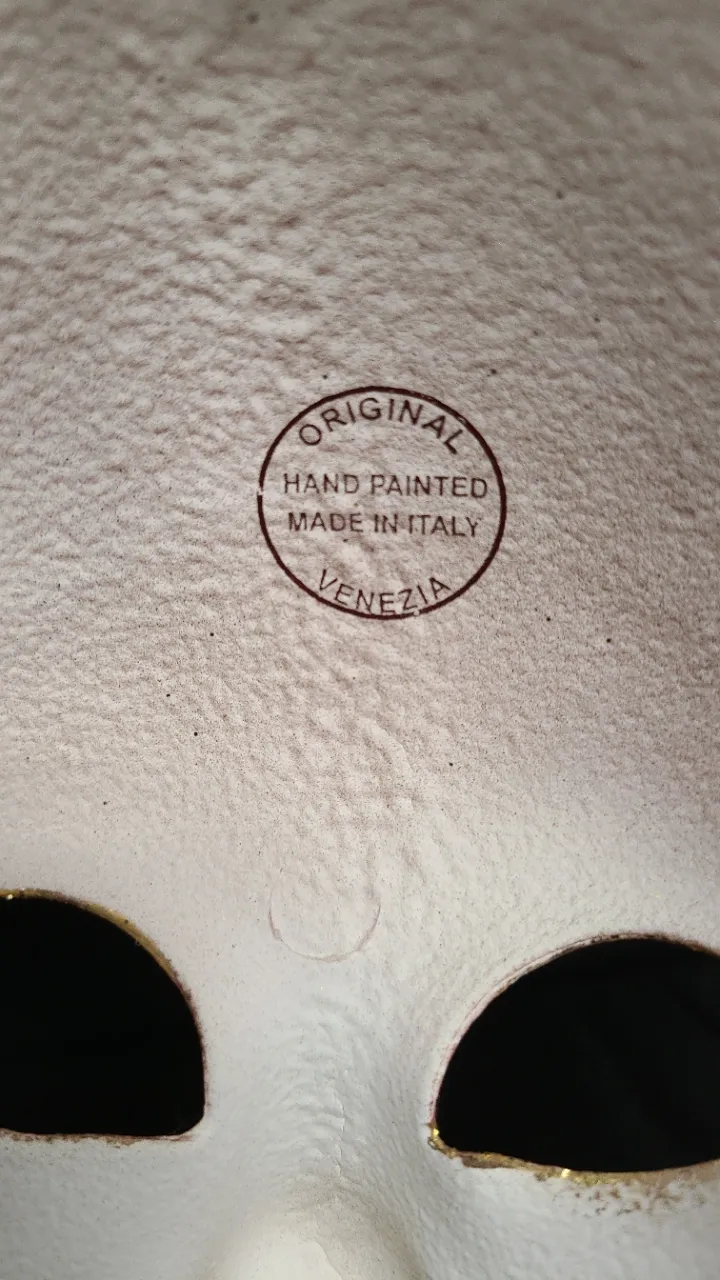 ORIGINAL
HAND PAINTED
MADE IN ITALY
VENEZIA